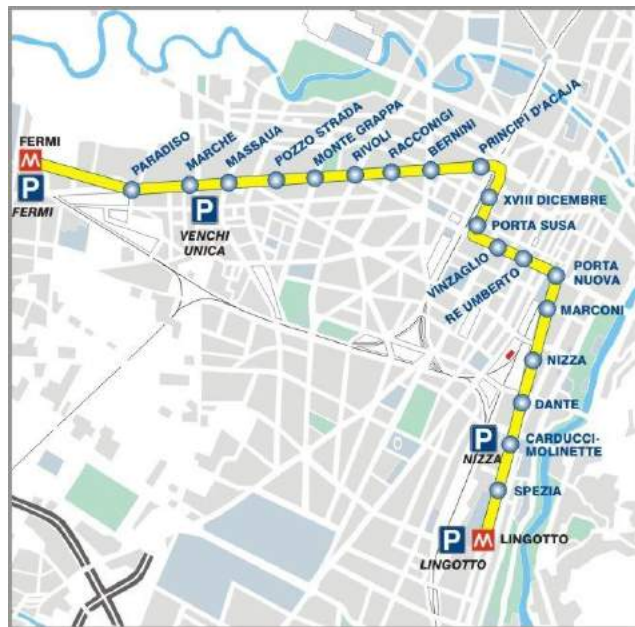 FERMI
M
P
FERMI
PARADISO
MARCHE
MASSAUA
POZZO STRADA
MONTE GRAPPA
RIVOLI
RACCONIGI
BERNINI
PRINCIPI D'ACAJA
P
VENCHI
UNICA
XVIII DICEMBRE
PORTA SUSA
VINZAGLIO
RE UMBERTO
PORTA
NUOVA
MARCONI
NIZZA
DANTE
P
NIZZA
CARDUCCI-
MOLINETTE
SPEZIA
P
LINGOTTO
M
LINGOTTO